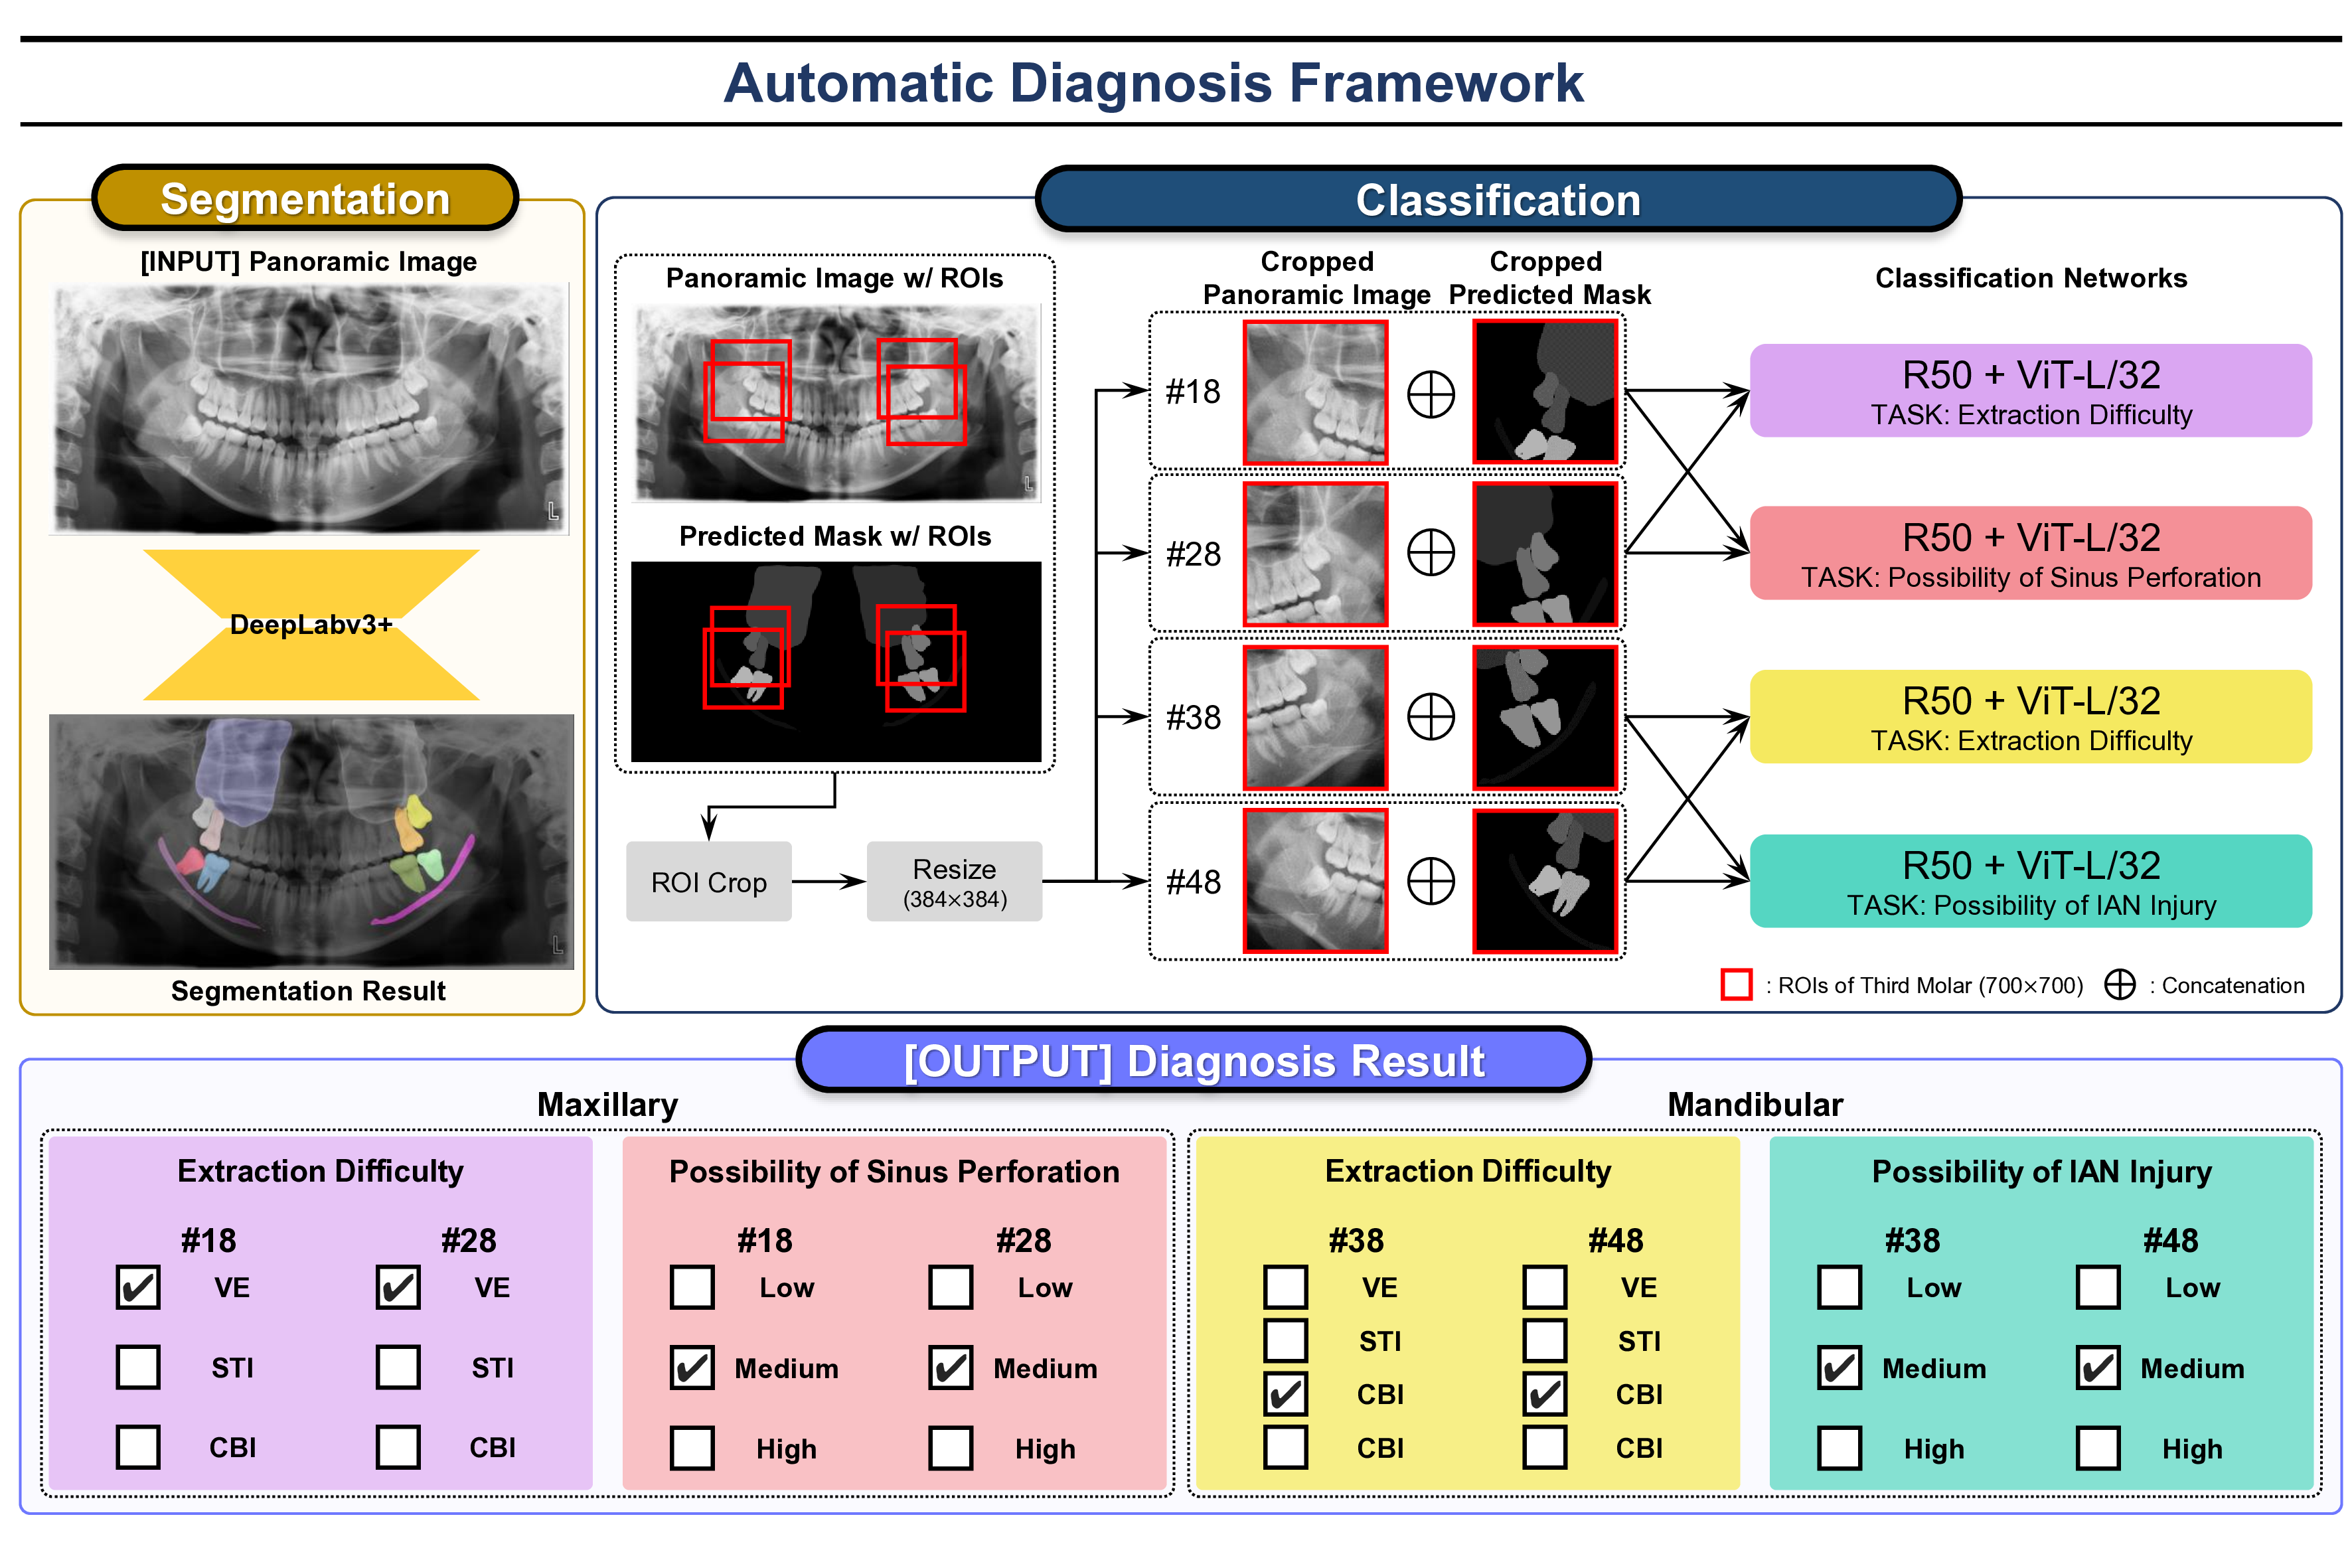 Automatic Diagnosis Framework
Segmentation
[INPUT] Panoramic Image
L
DeepLabv3+
L
Segmentation Result
Classification
Panoramic Image w/ ROIs
L
Predicted Mask w/ ROIs
ROI Crop
Resize
(384×384)
Cropped
Panoramic Image
Cropped
Predicted Mask
#18
#28
#38
#48
Classification Networks
R50 + ViT-L/32
TASK: Extraction Difficulty
R50 + ViT-L/32
TASK: Possibility of Sinus Perforation
R50 + ViT-L/32
TASK: Extraction Difficulty
R50 + ViT-L/32
TASK: Possibility of IAN Injury
: ROIs of Third Molar (700×700)
: Concatenation
[OUTPUT] Diagnosis Result
Maxillary
Extraction Difficulty
#18 #28
VE VE
STI STI
CBI CBI
Possibility of Sinus Perforation
#18 #28
Low Low
Medium Medium
High High
Mandibular
Extraction Difficulty
#38 #48
VE VE
STI STI
CBI CBI
CBI CBI
Possibility of IAN Injury
#38 #48
Low Low
Medium Medium
High High